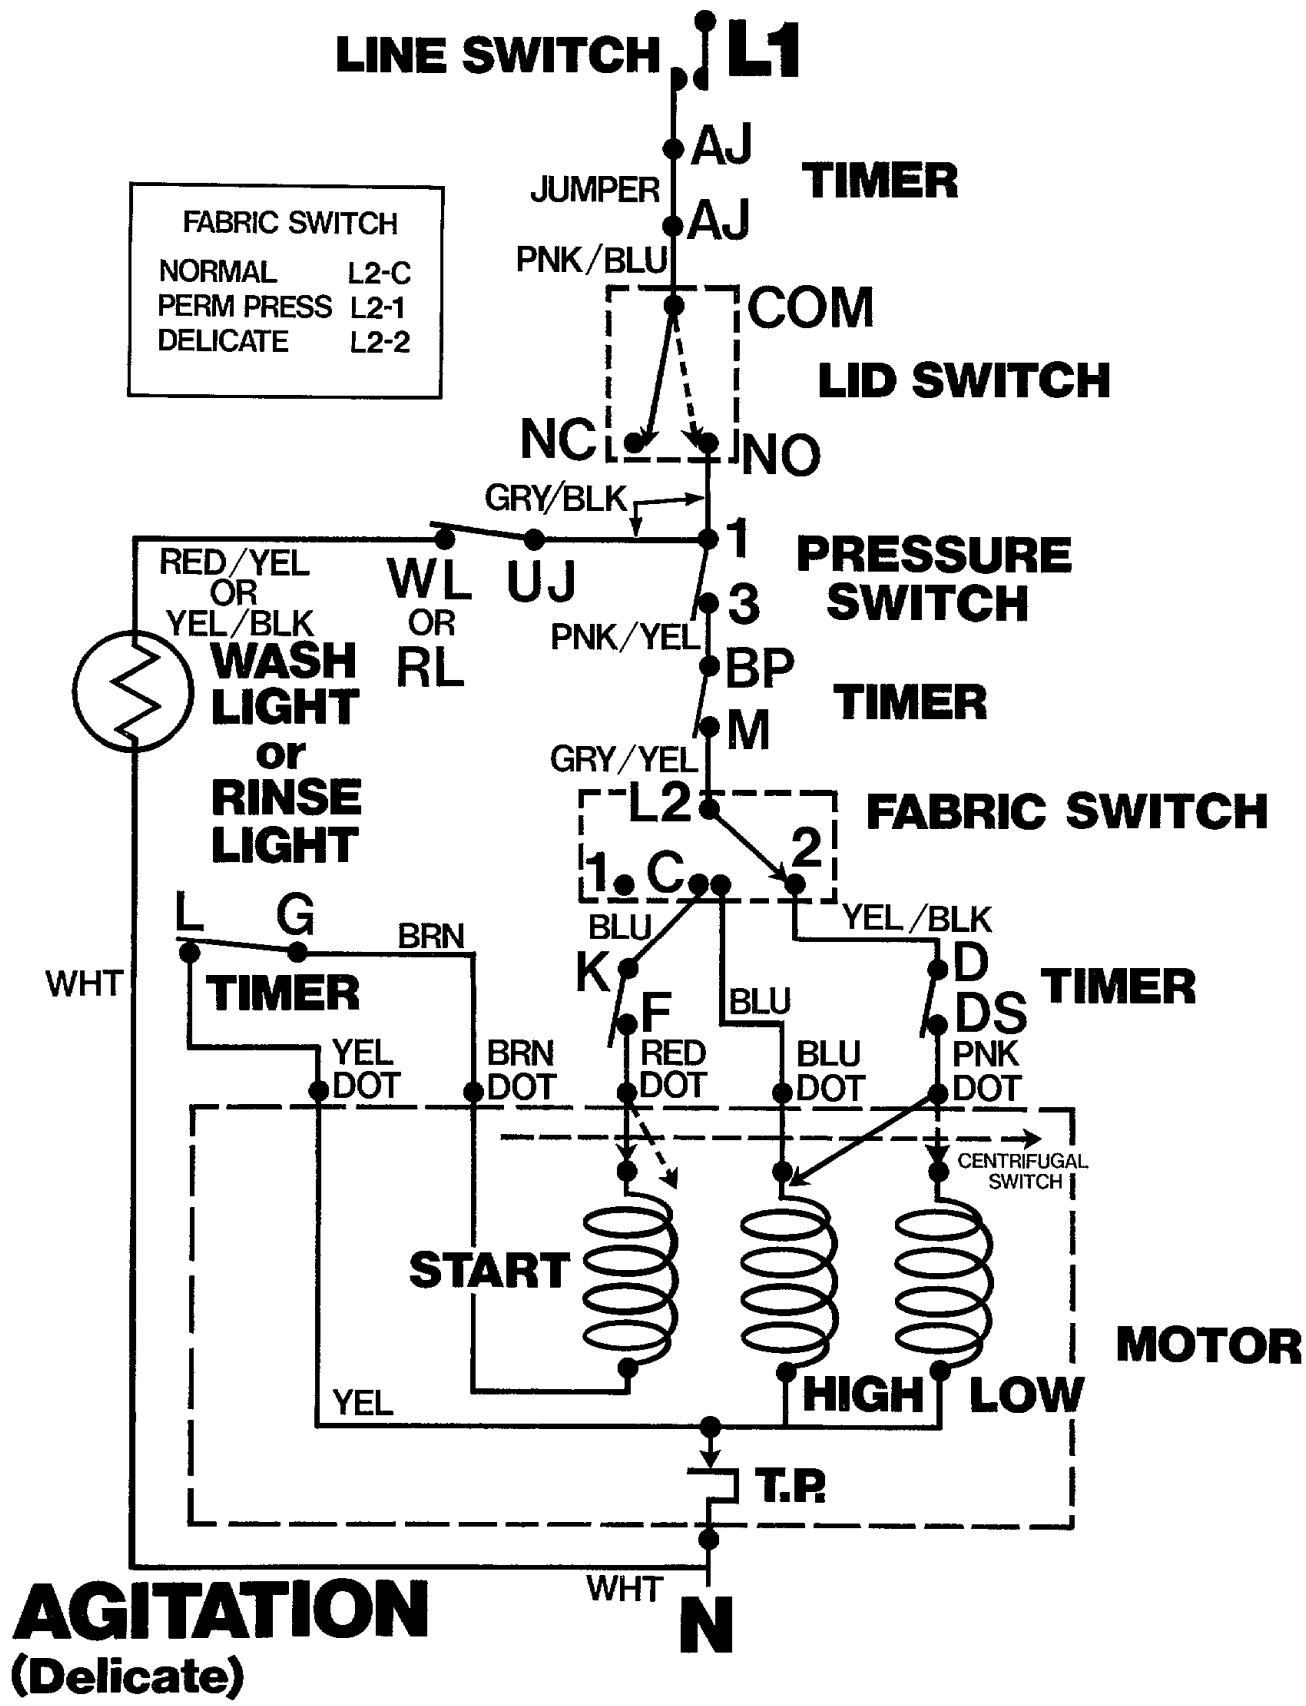 LINE SWITCH
L1
AJ
TIMER
JUMPER
AJ
PNK/BLU
FABRIC SWITCH
NORMAL L2-C
PERM PRESS L2-1
DELICATE L2-2
COM
LID SWITCH
NC
NO
GRY/BLK
1
PRESSURE
SWITCH
3
PNK/YEL
WL
OR
RL
UJ
RED/YEL
OR
YEL/BLK
WASH
LIGHT
or
RINSE
LIGHT
BP
TIMER
M
GRY/YEL
L2
FABRIC SWITCH
1
C
2
BLU
YEL/BLK
L
G
BRN
TIMER
WHT
K
F
BLU
D
DS
TIMER
YEL
DOT
BRN
DOT
RED
DOT
BLU
DOT
PNK
DOT
CENTRIFUGAL
SWITCH
START
MOTOR
HIGH
LOW
YEL
T.P.
WHT
N
AGITATION
(Delicate)